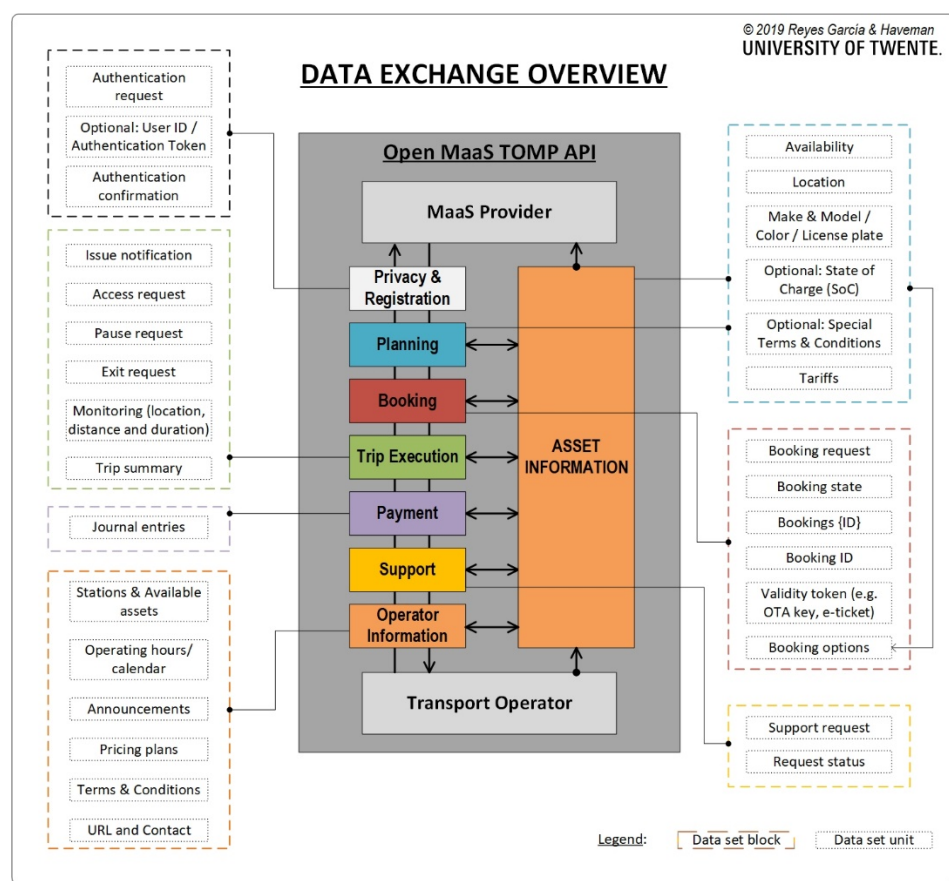 © 2019 Reyes García & Haveman
UNIVERSITY OF TWENTE.
DATA EXCHANGE OVERVIEW
Authentication
request
Optional: User ID /
Authentication Token
Authentication
confirmation
Issue notification
Access request
Pause request
Exit request
Monitoring (location,
distance and duration)
Trip summary
Journal entries
Stations & Available
assets
Operating hours/
calendar
Announcements
Pricing plans
Terms & Conditions
URL and Contact
Open MaaS TOMP API
MaaS Provider
Privacy &
Registration
Planning
Booking
Trip Execution
Payment
Support
Operator
Information
ASSET
INFORMATION
Transport Operator
Availability
Location
Make & Model /
Color / License plate
Optional: State of
Charge (SoC)
Optional: Special
Terms & Conditions
Tariffs
Booking request
Booking state
Bookings {ID}
Booking ID
Validity token (e.g.
OTA key, e-ticket)
Booking options
Support request
Request status
Legend:
Data set block
Data set unit